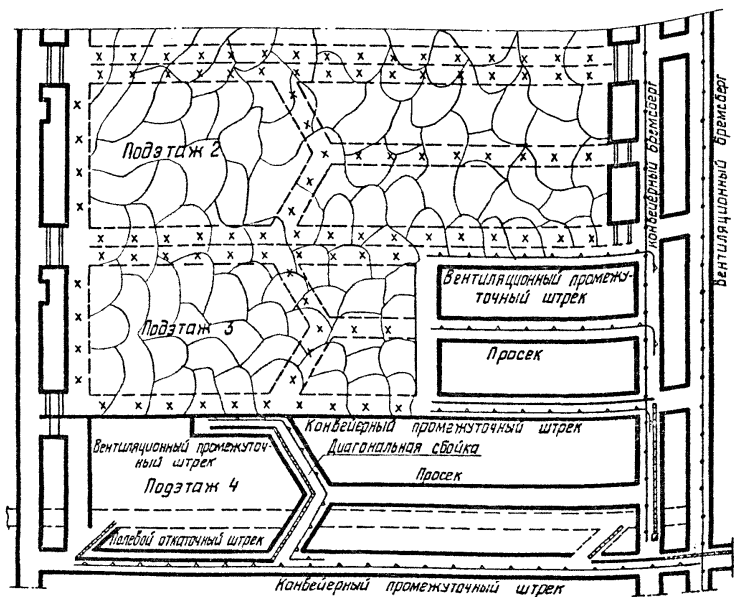 Подэтаж 2
конвейерный бремсберг
Вентиляционный бремсберг
Вентиляционный промежу-
точный штрек
Подэтаж 3
Просек
Конвейерный промежуточный штрек
Диагональная сбойка
Вентиляционный промежуточ-
ный штрек
Просек
Подэтаж 4
Полевой откаточный штрек
Конвейерный промежуточный штрек